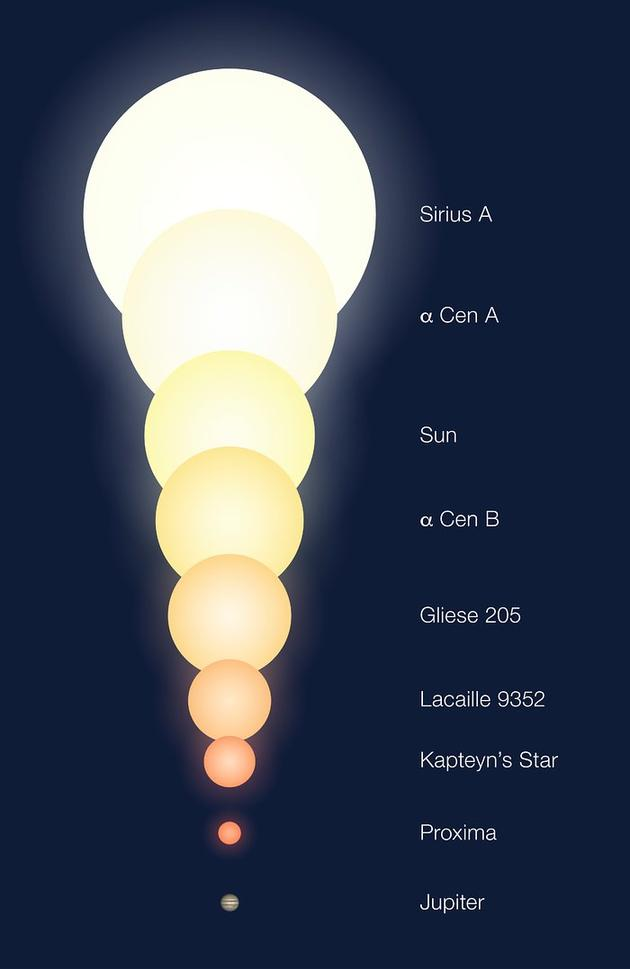 Sirius A
α Cen A
Sun
α Cen B
Gliese 205
Lacaille 9352
Kapteyn’s Star
Proxima
Jupiter